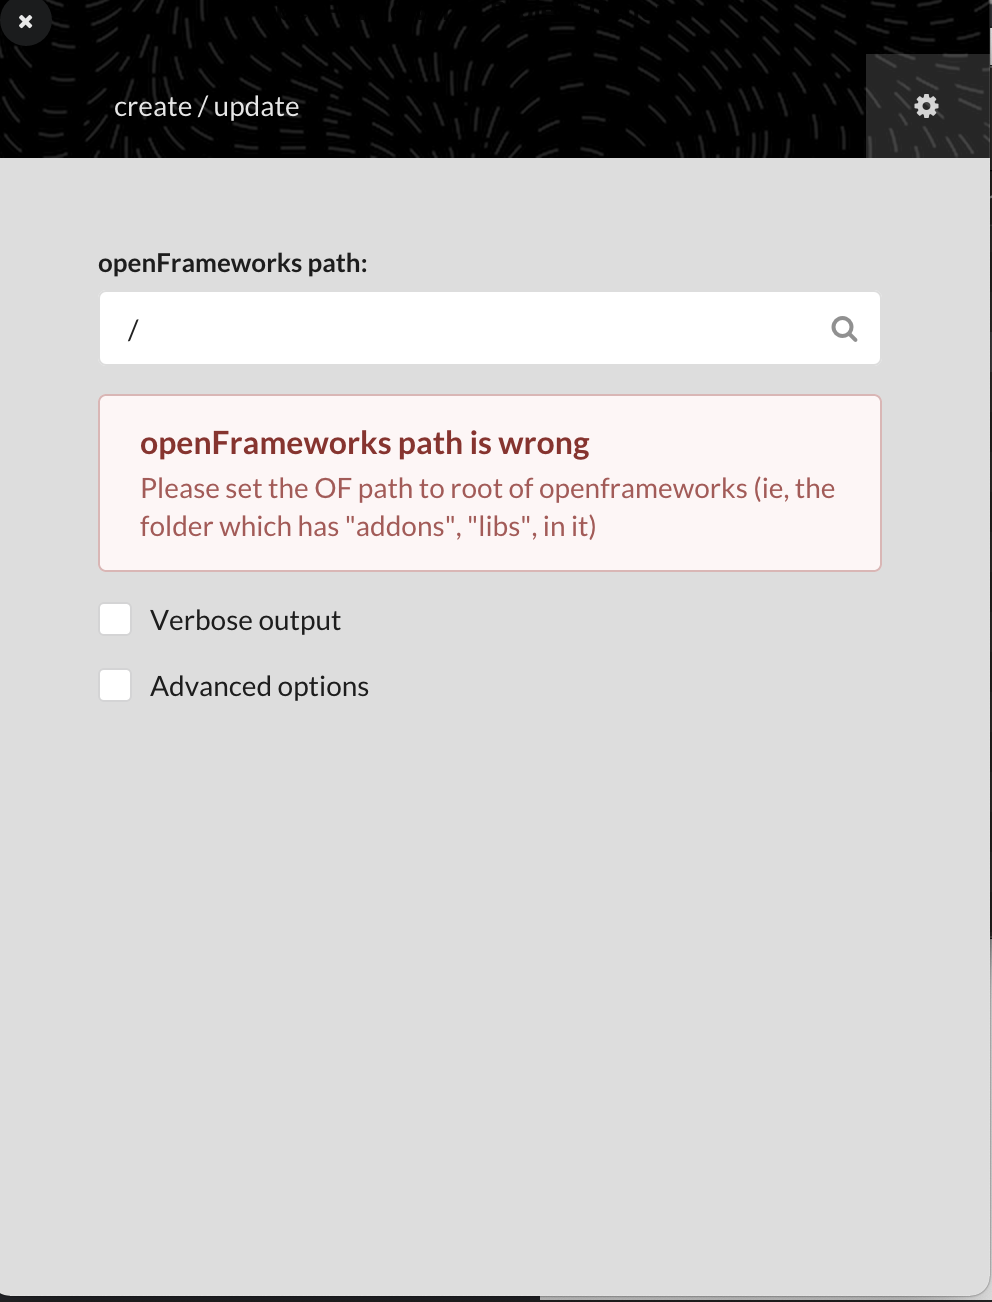 create / update
openFrameworks path:
/
openFrameworks path is wrong
Please set the OF path to root of openframeworks (ie, the
folder which has "addons", "libs", in it)
Verbose output
Advanced options